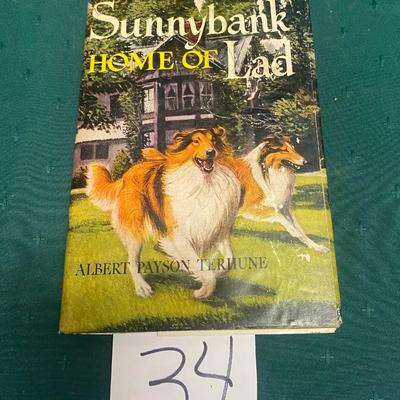 Sunnybank
HOME OF Lad
ALBERT PAYSON TERHUNE
34